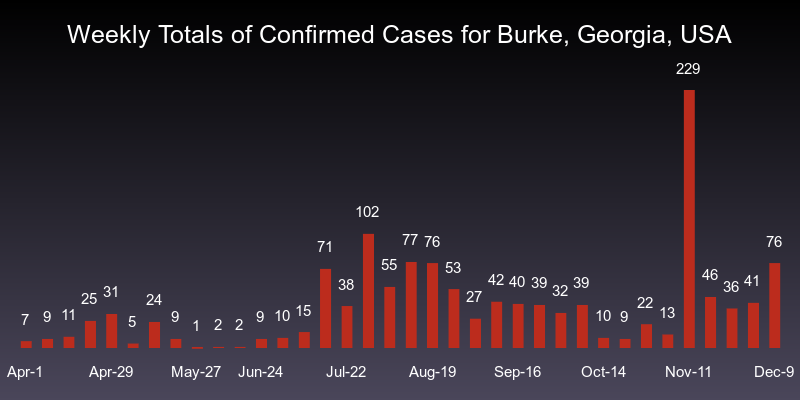 Weekly Totals of Confirmed Cases for Burke, Georgia, USA
7 9 11 25 31 5 24 9 1 2 2 9 10 15 71 38 102 55 77 76 53 27 42 40 39 32 39 10 9 22 13 229 46 36 41 76
Apr-1 Apr-29 May-27 Jun-24 Jul-22 Aug-19 Sep-16 Oct-14 Nov-11 Dec-9